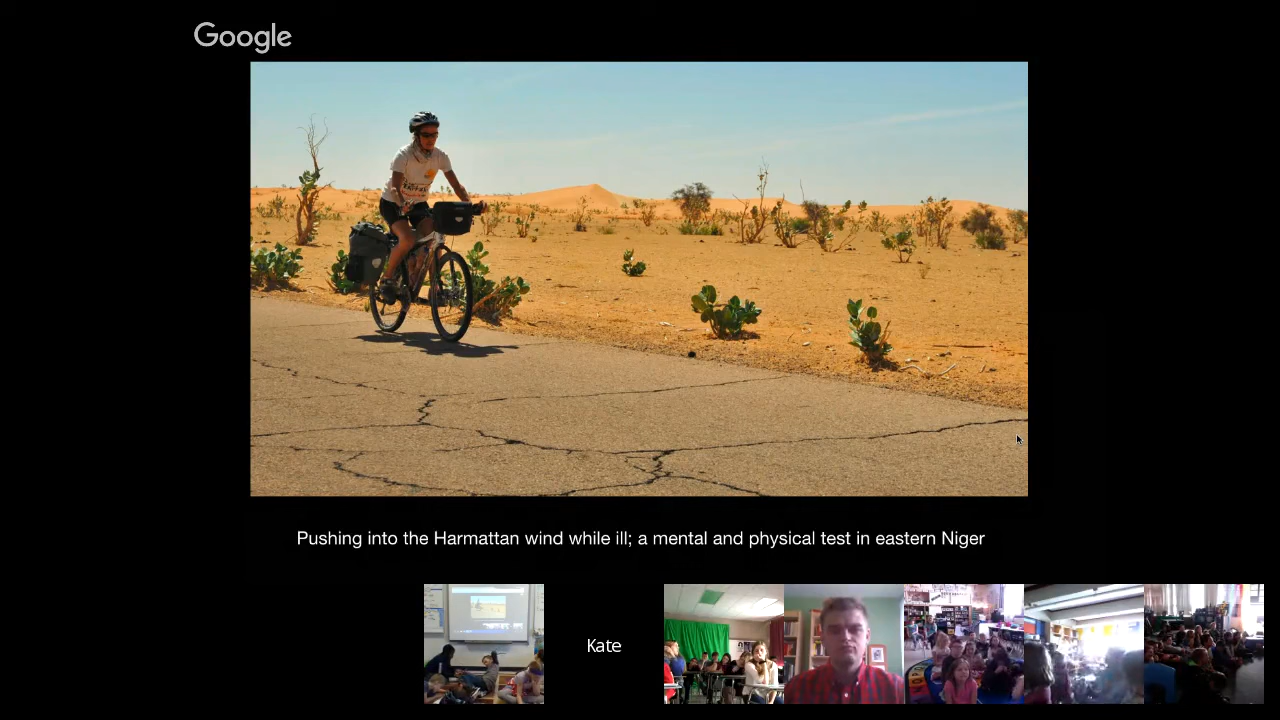 Google
Pushing into the Harmattan wind while ill; a mental and physical test in eastern Niger
Kate